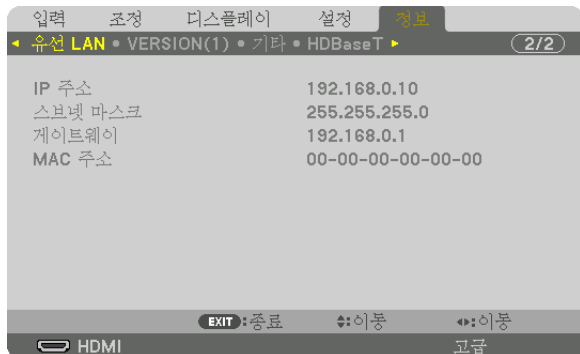 입력 조정 디스플레이 설정 정보
◂ 유선 LAN • VERSION(1) • 기타 • HDBaseT ▸ 2/2
IP 주소 192.168.0.10
스브넷 마스크 255.255.255.0
게이트웨이 192.168.0.1
MAC 주소 00-00-00-00-00-00
EXIT :종료 :이동 :이동
HDMI 고급